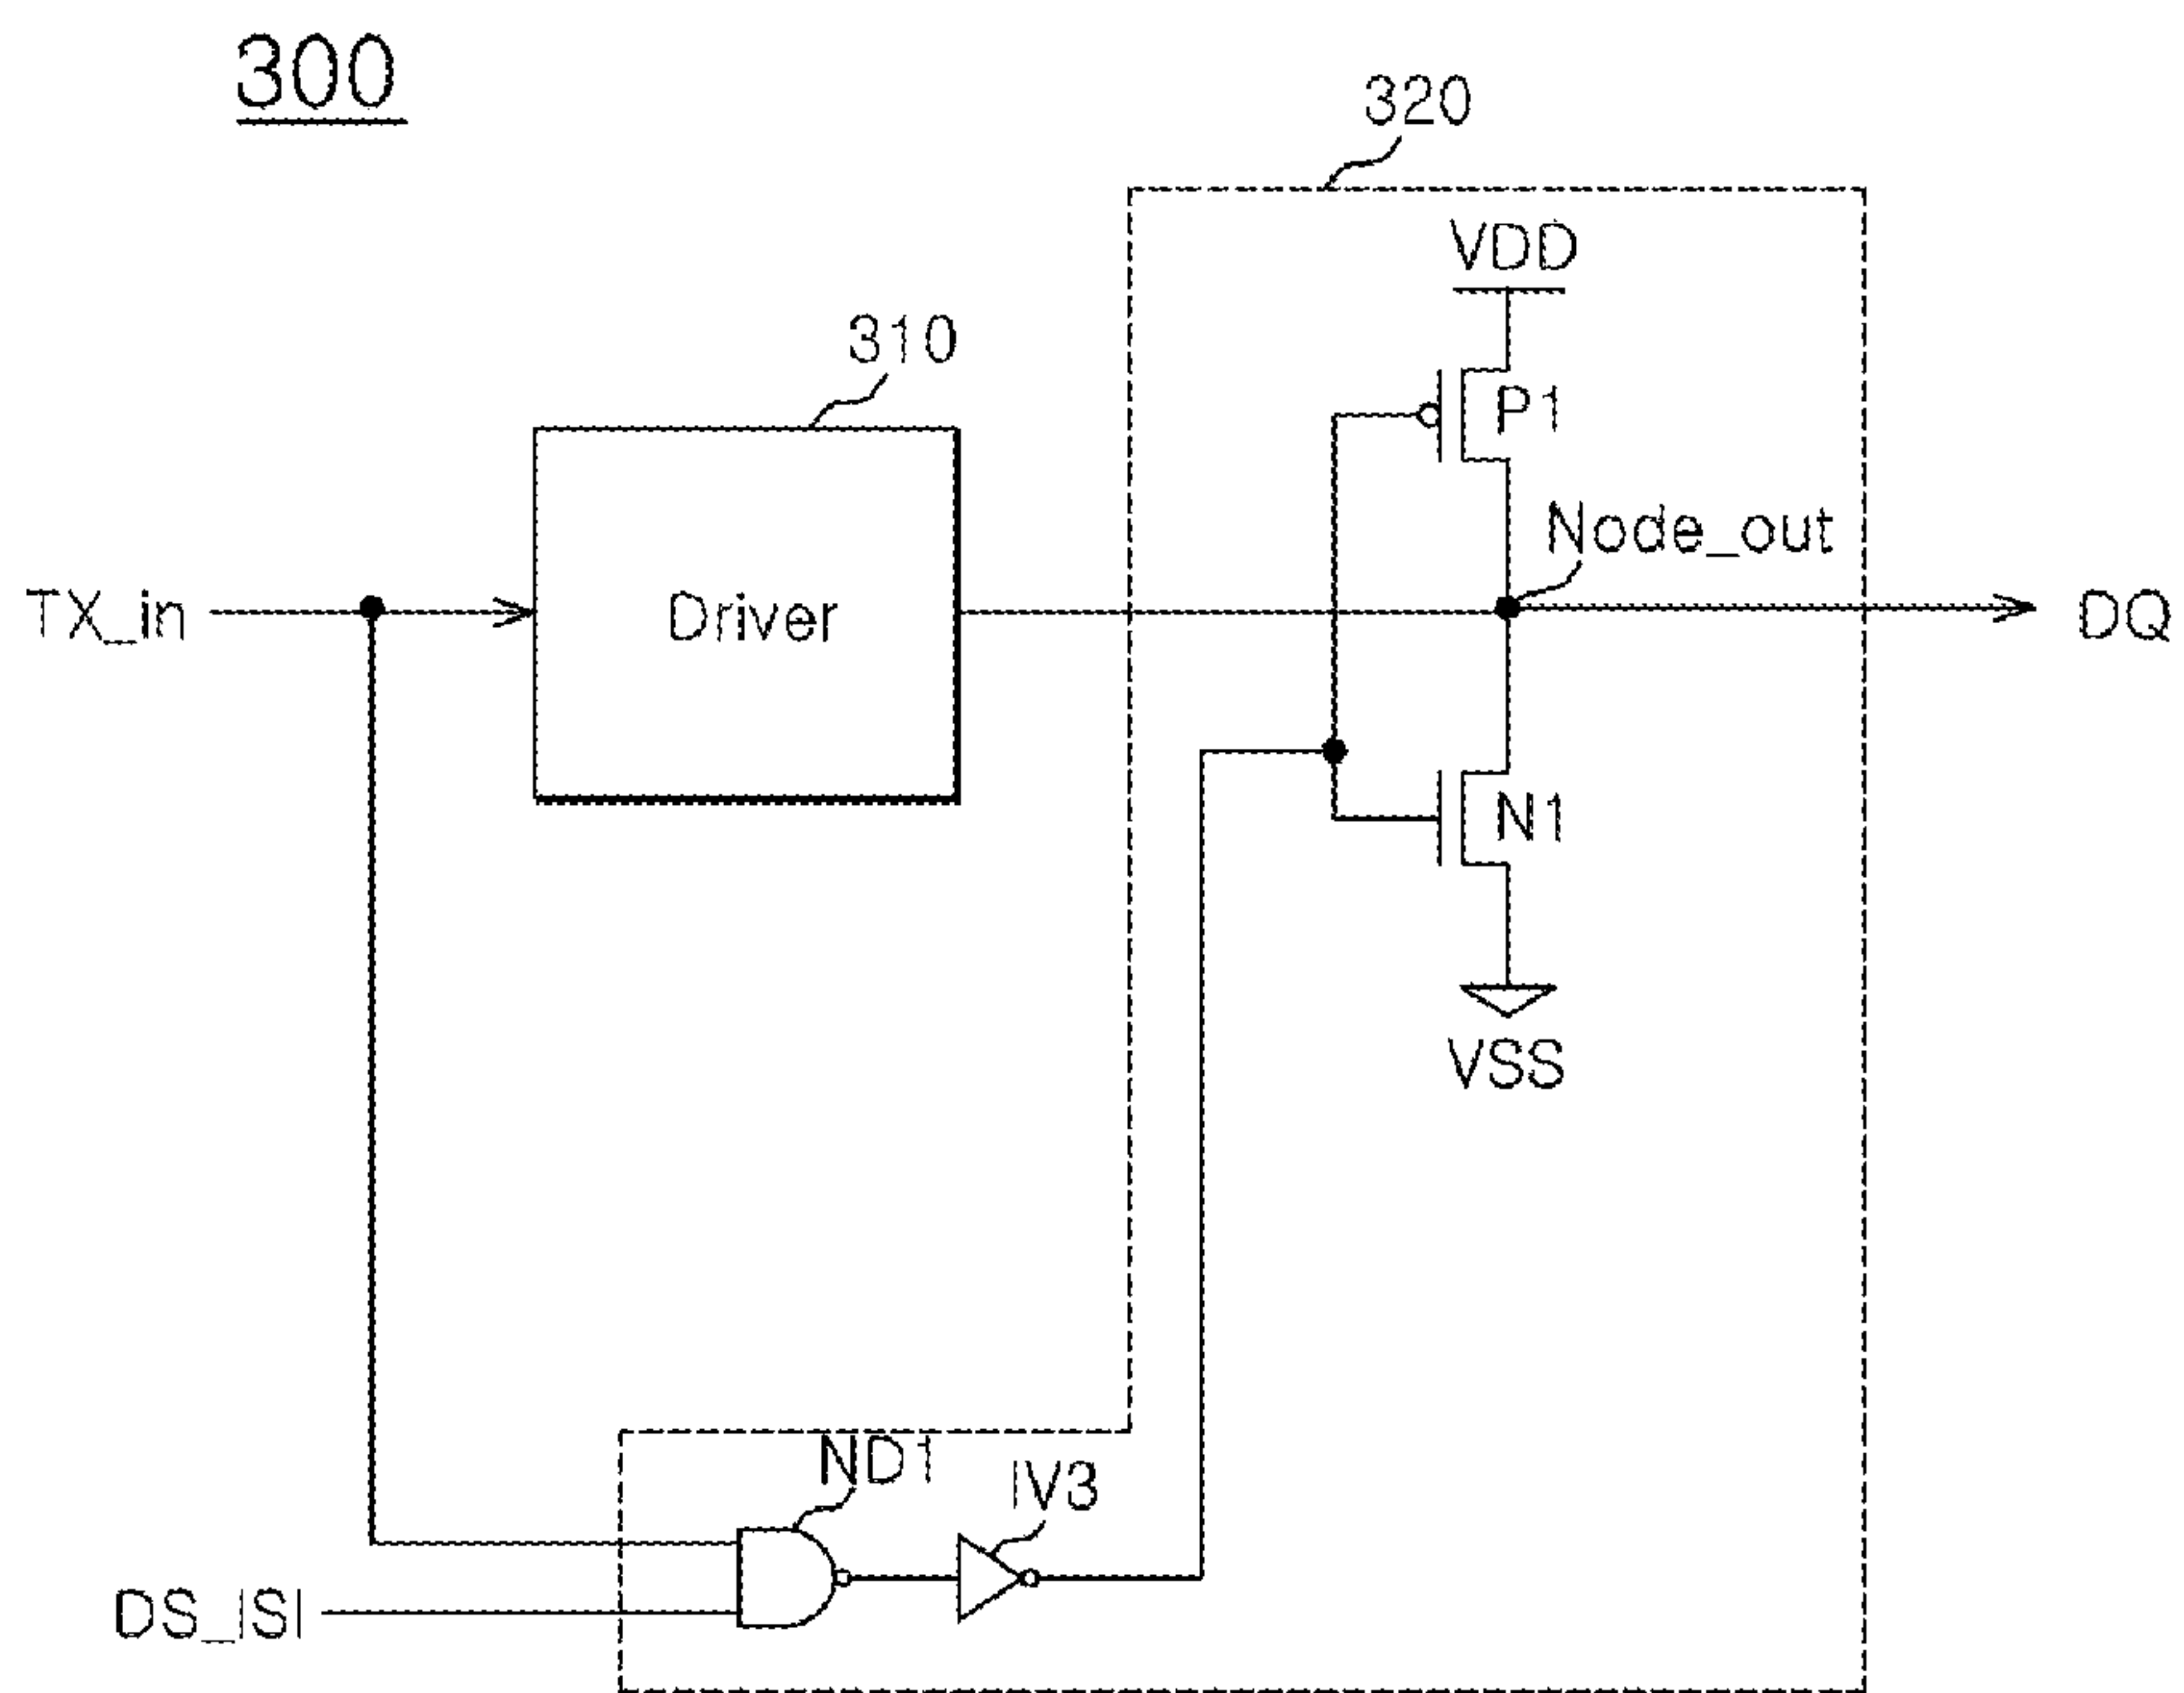 300
320
VDD
310
P1
Node_out
TX_in
Driver
DQ
N1
VSS
ND1
IV3
DS_ISI